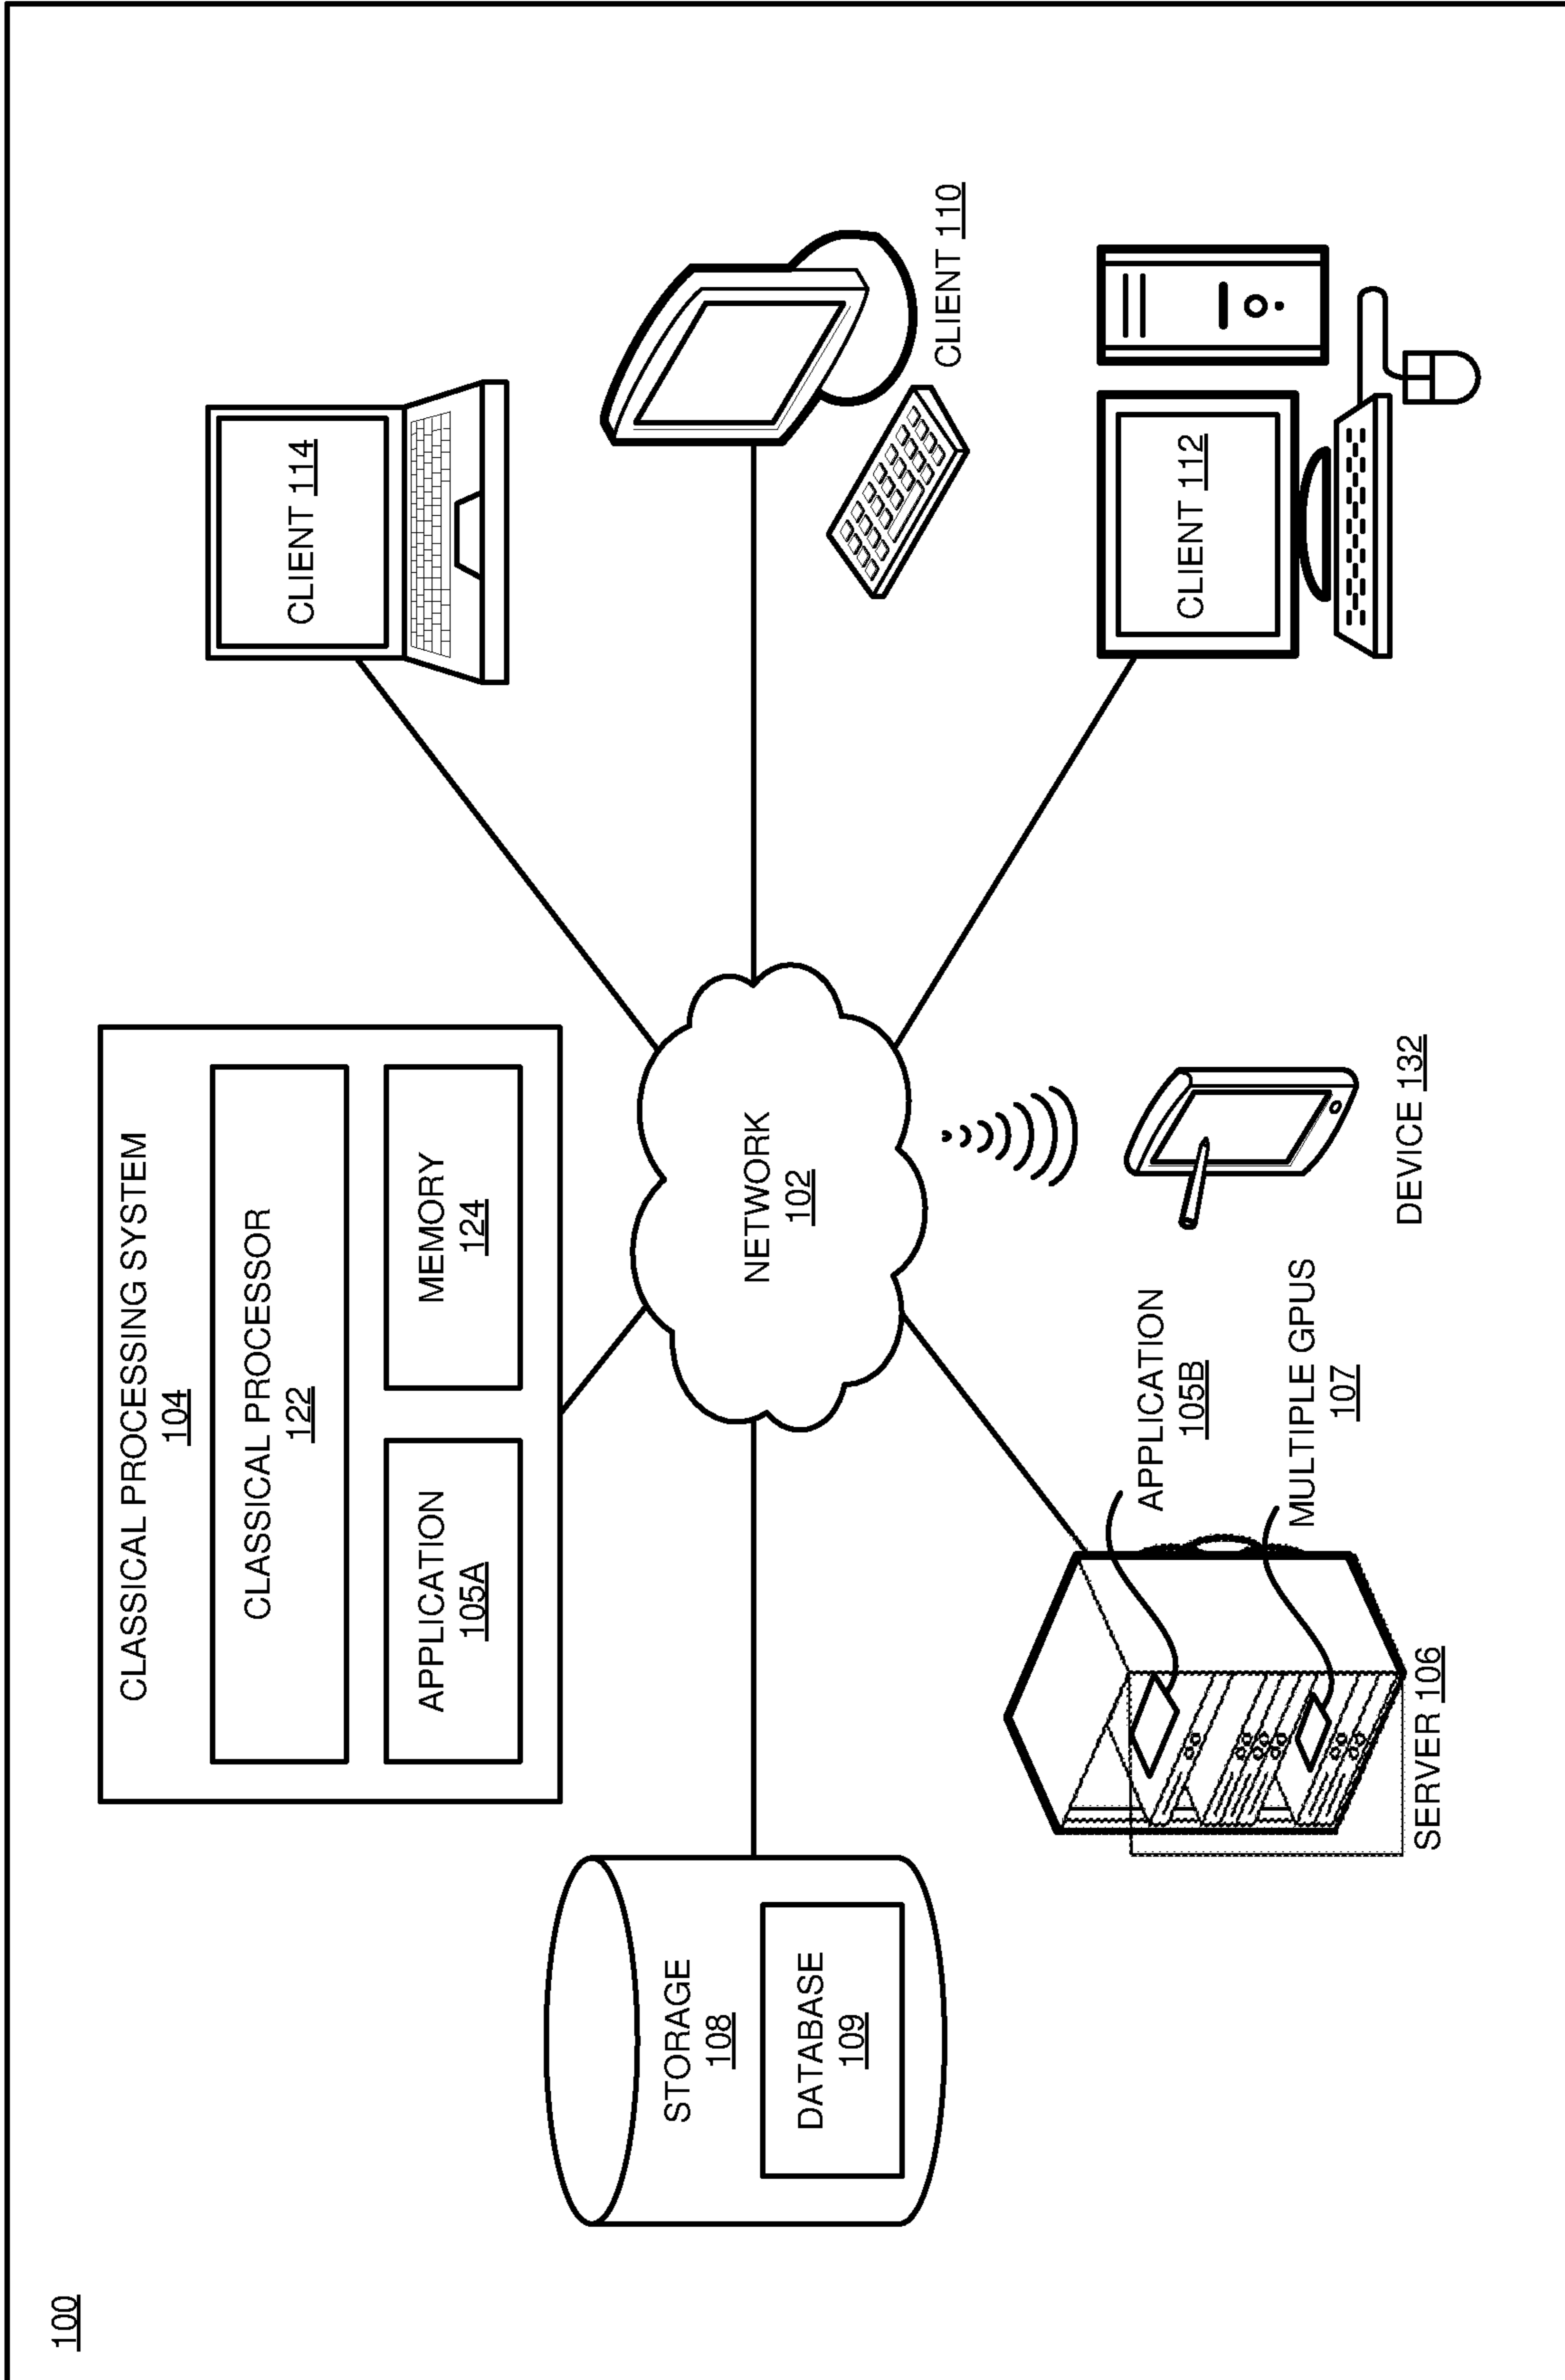 100
CLASSICAL PROCESSING SYSTEM
104
CLASSICAL PROCESSOR
122
APPLICATION
105A
MEMORY
124
CLIENT 114
STORAGE
108
DATABASE
109
NETWORK
102
CLIENT 110
APPLICATION
105B
MULTIPLE GPUS
107
SERVER 106
DEVICE 132
CLIENT 112